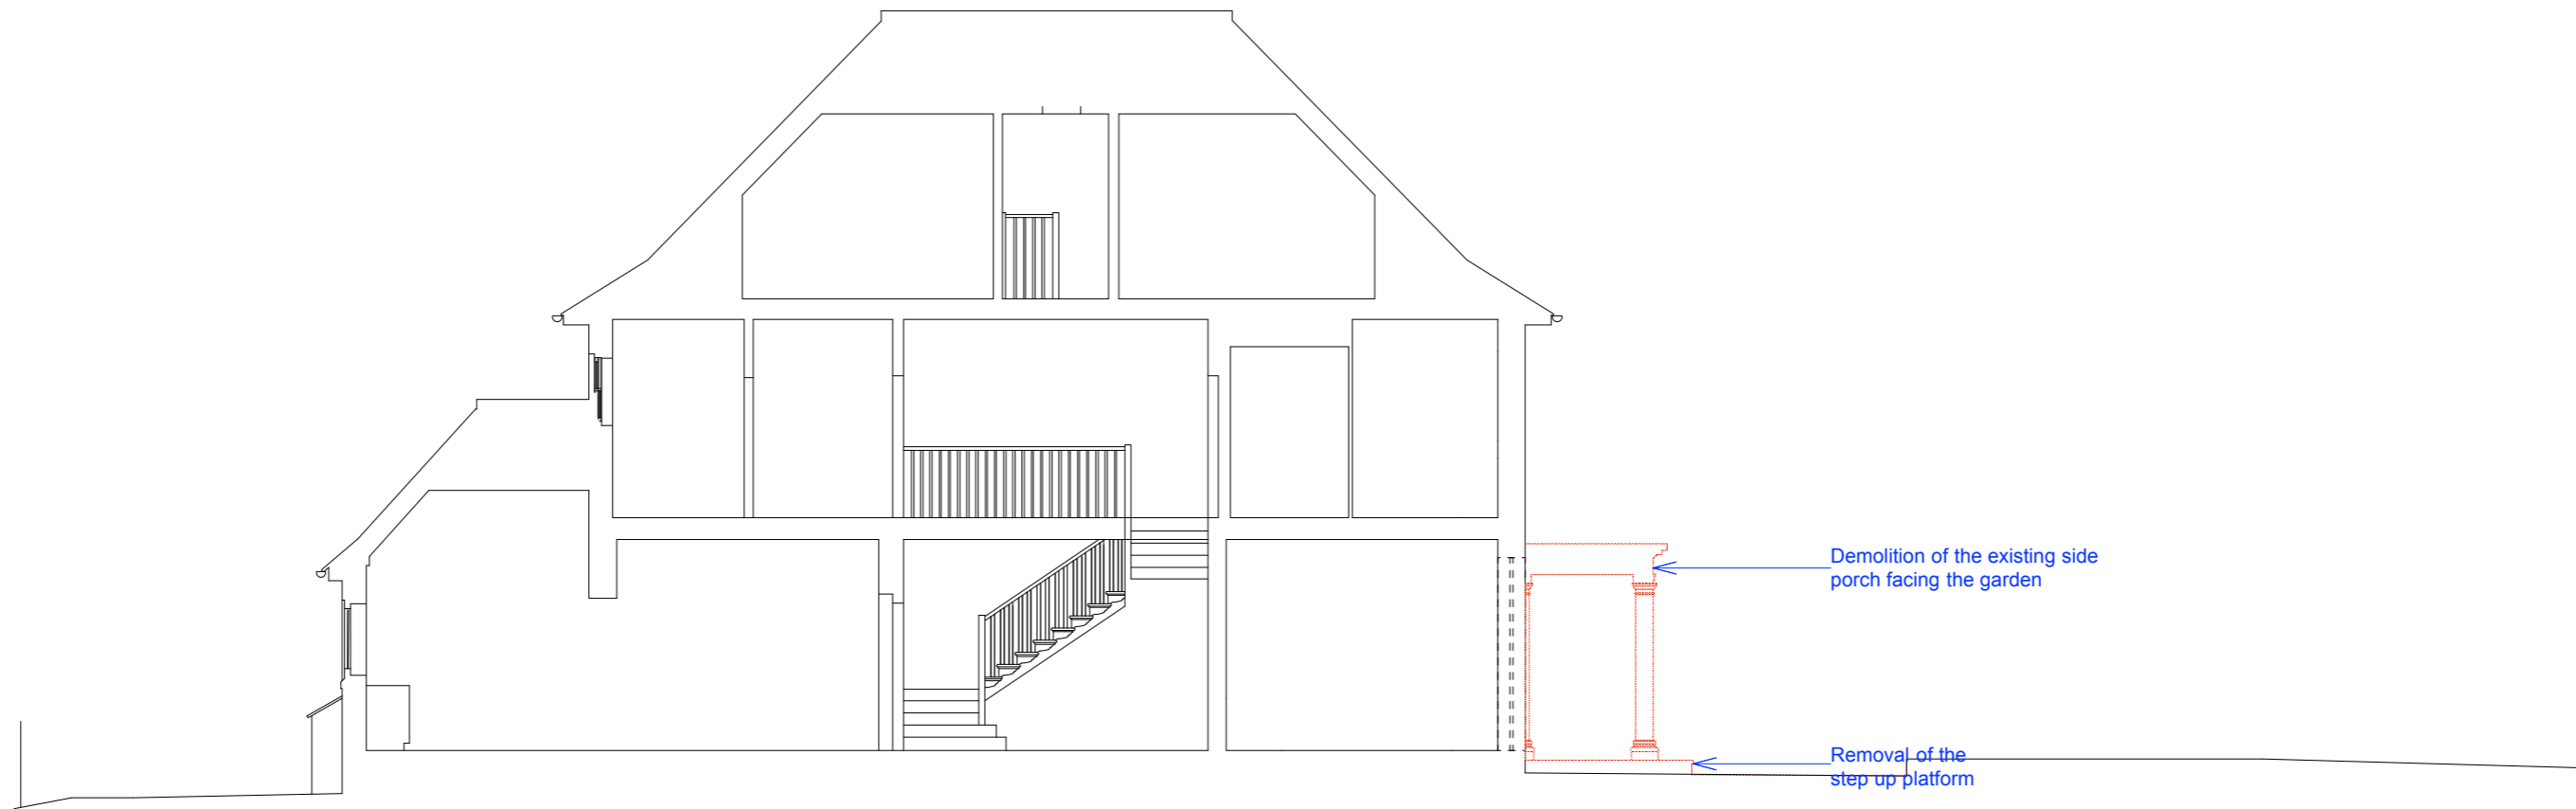 Demolition of the existing side
porch facing the garden
Removal of the
step up platform